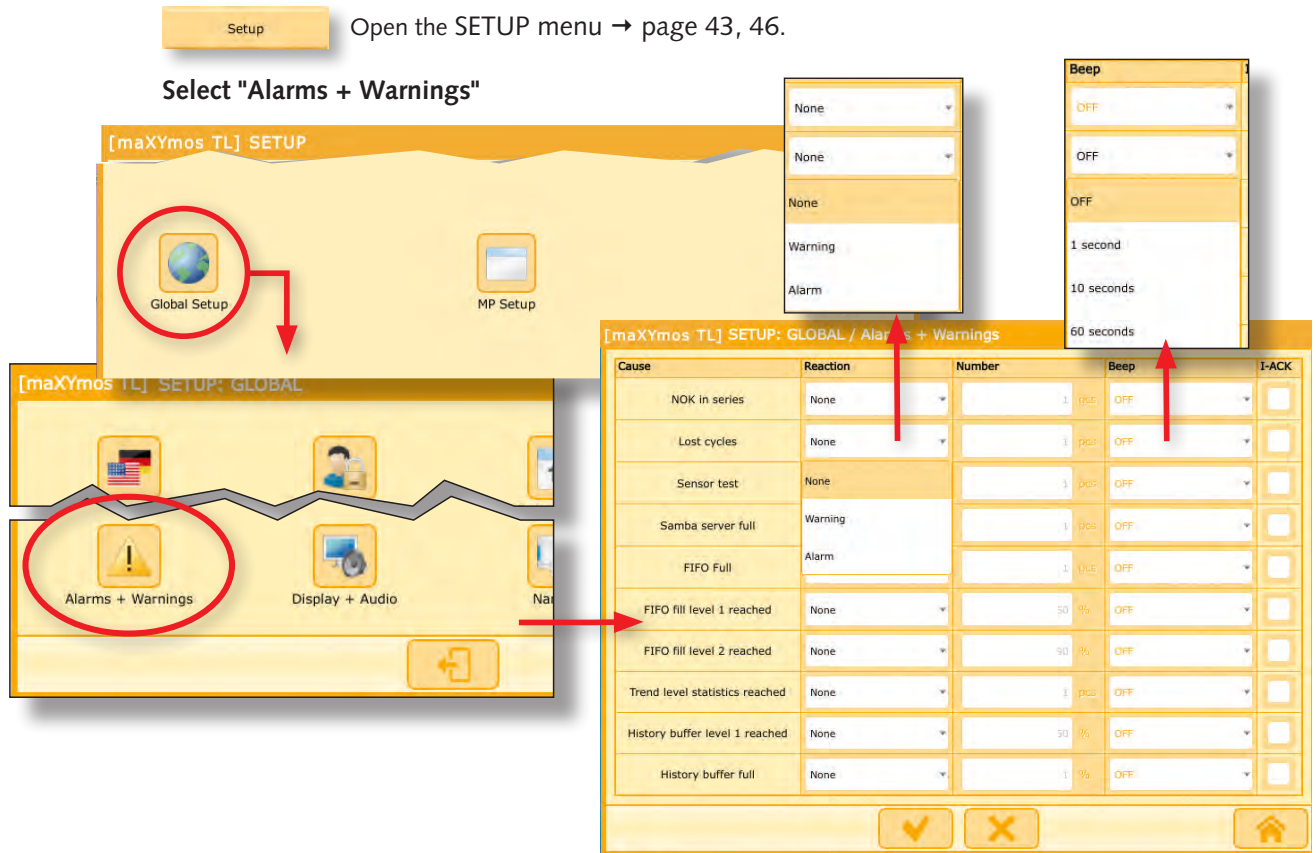 Setup
Open the SETUP menu → page 43, 46.
Select "Alarms + Warnings"
[maXYmos TL] SETUP
Global Setup
MP Setup
[maXYmos TL] SETUP: GLOBAL
Alarms + Warnings
Display + Audio
None
None
None
Warning
Alarm
Beep
OFF
OFF
OFF
1 second
10 seconds
60 seconds
[maXYmos TL] SETUP: GLOBAL / Alarms + Warnings
Cause Reaction Number Beep I-ACK
NOK in series None 1 pcs OFF
Lost cycles None 1 pcs OFF
Sensor test None 1 pcs OFF
Samba server full Warning 1 pcs OFF
Alarm
FIFO Full 1 pcs OFF
FIFO fill level 1 reached None 50 % OFF
FIFO fill level 2 reached None 90 % OFF
Trend level statistics reached None 1 pcs OFF
History buffer level 1 reached None 50 % OFF
History buffer full None 1 % OFF